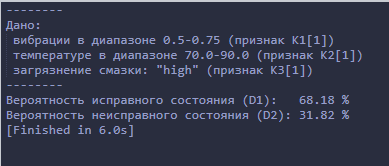 --------
Дано:
вибрации в диапазоне 0.5-0.75 (признак K1[1])
температуре в диапазоне 70.0-90.0 (признак K2[1])
загрязнение смазки: "high" (признак K3[1])
--------
Вероятность исправного состояния (D1): 68.18 %
Вероятность неисправного состояния (D2): 31.82 %
[Finished in 6.0s]